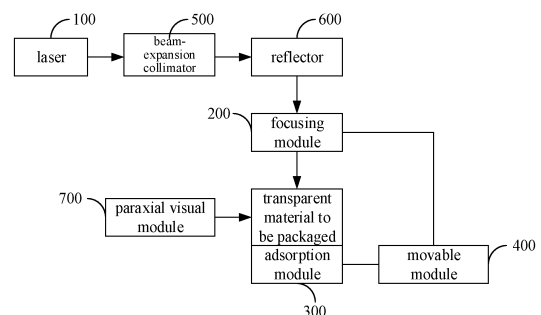 100
500
600
laser
beam-
expansion
collimator
reflector
200
focusing
module
700
paraxial visual
module
transparent
material to
be packaged
adsorption
module
movable
module
400
300